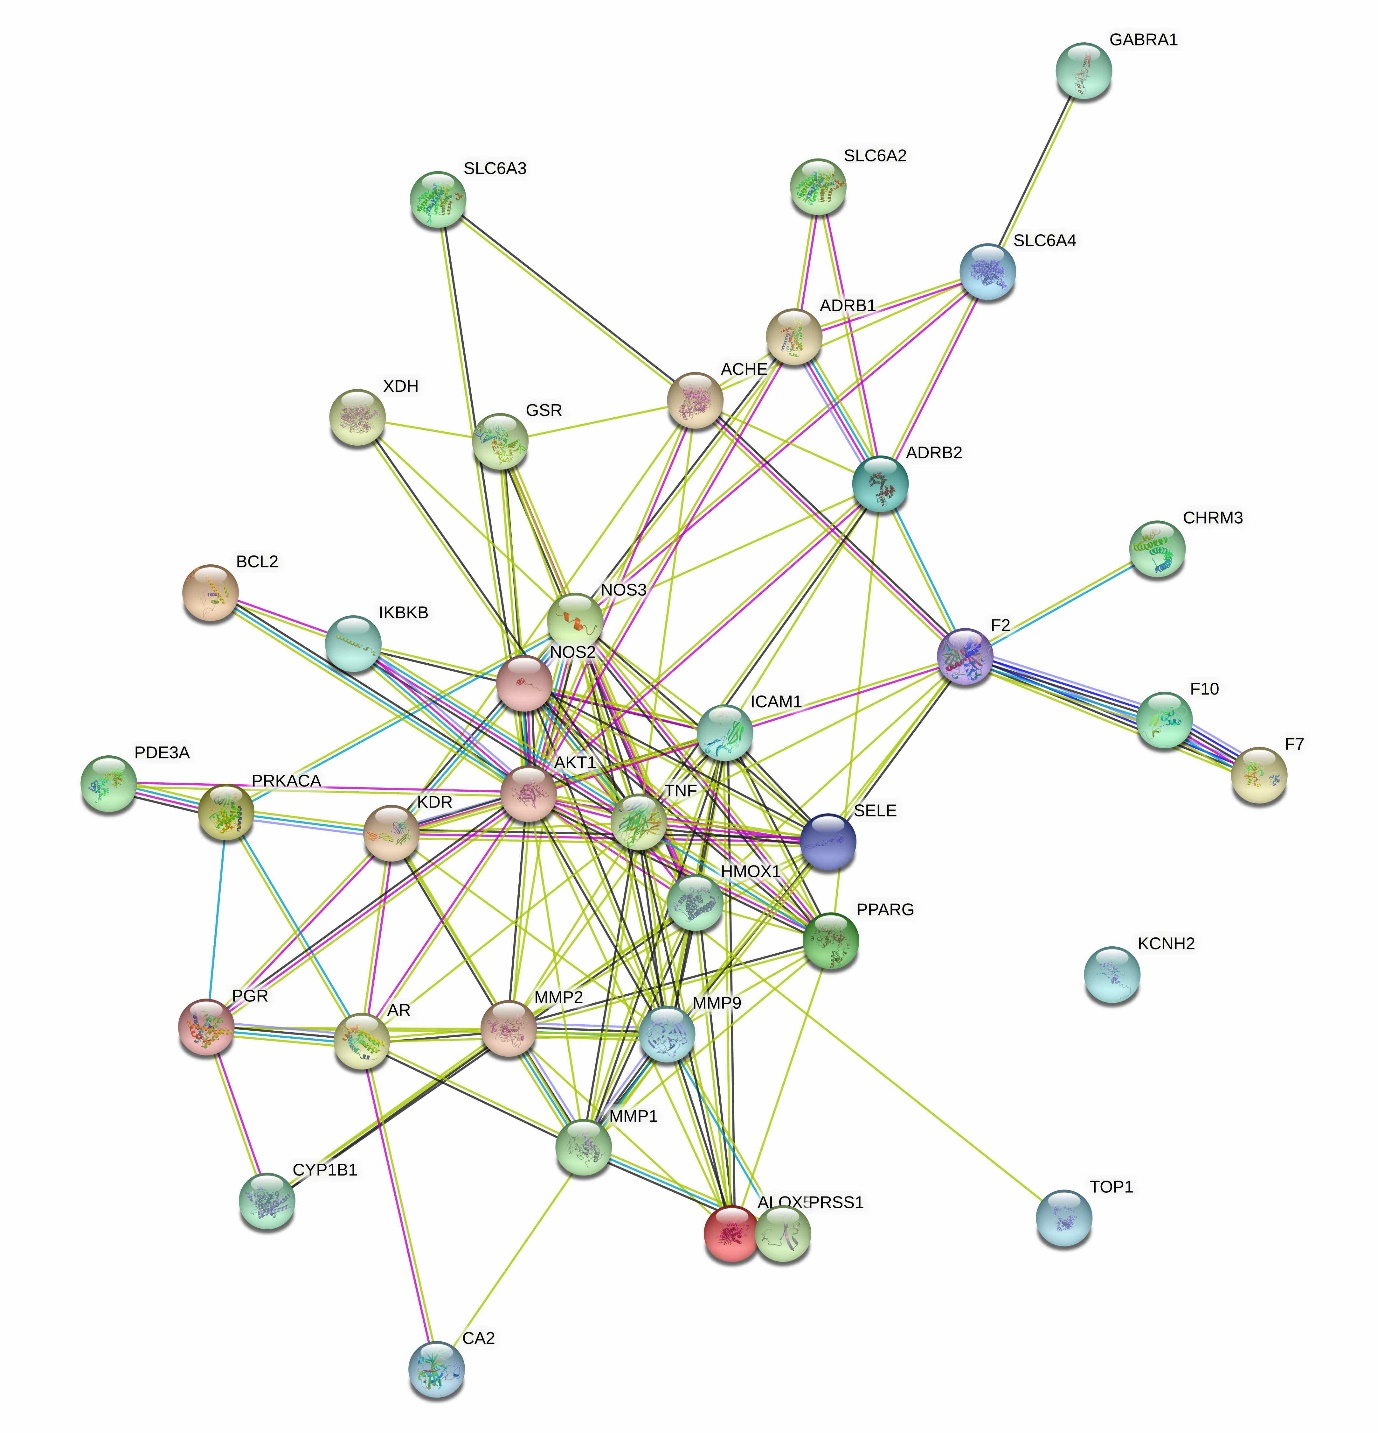 GABRA1
SLC6A2
SLC6A3
SLC6A4
ADRB1
ACHE
XDH
GSR
ADRB2
CHRM3
BCL2
NOS3
IKBKB
F2
NOS2
F10
ICAM1
F7
PDE3A
AKT1
PRKACA
TNF
KDR
SELE
HMOX1
PPARG
KCNH2
PGR
MMP2
MMP9
AR
MMP1
CYP1B1
TOP1
PRSS1
CA2